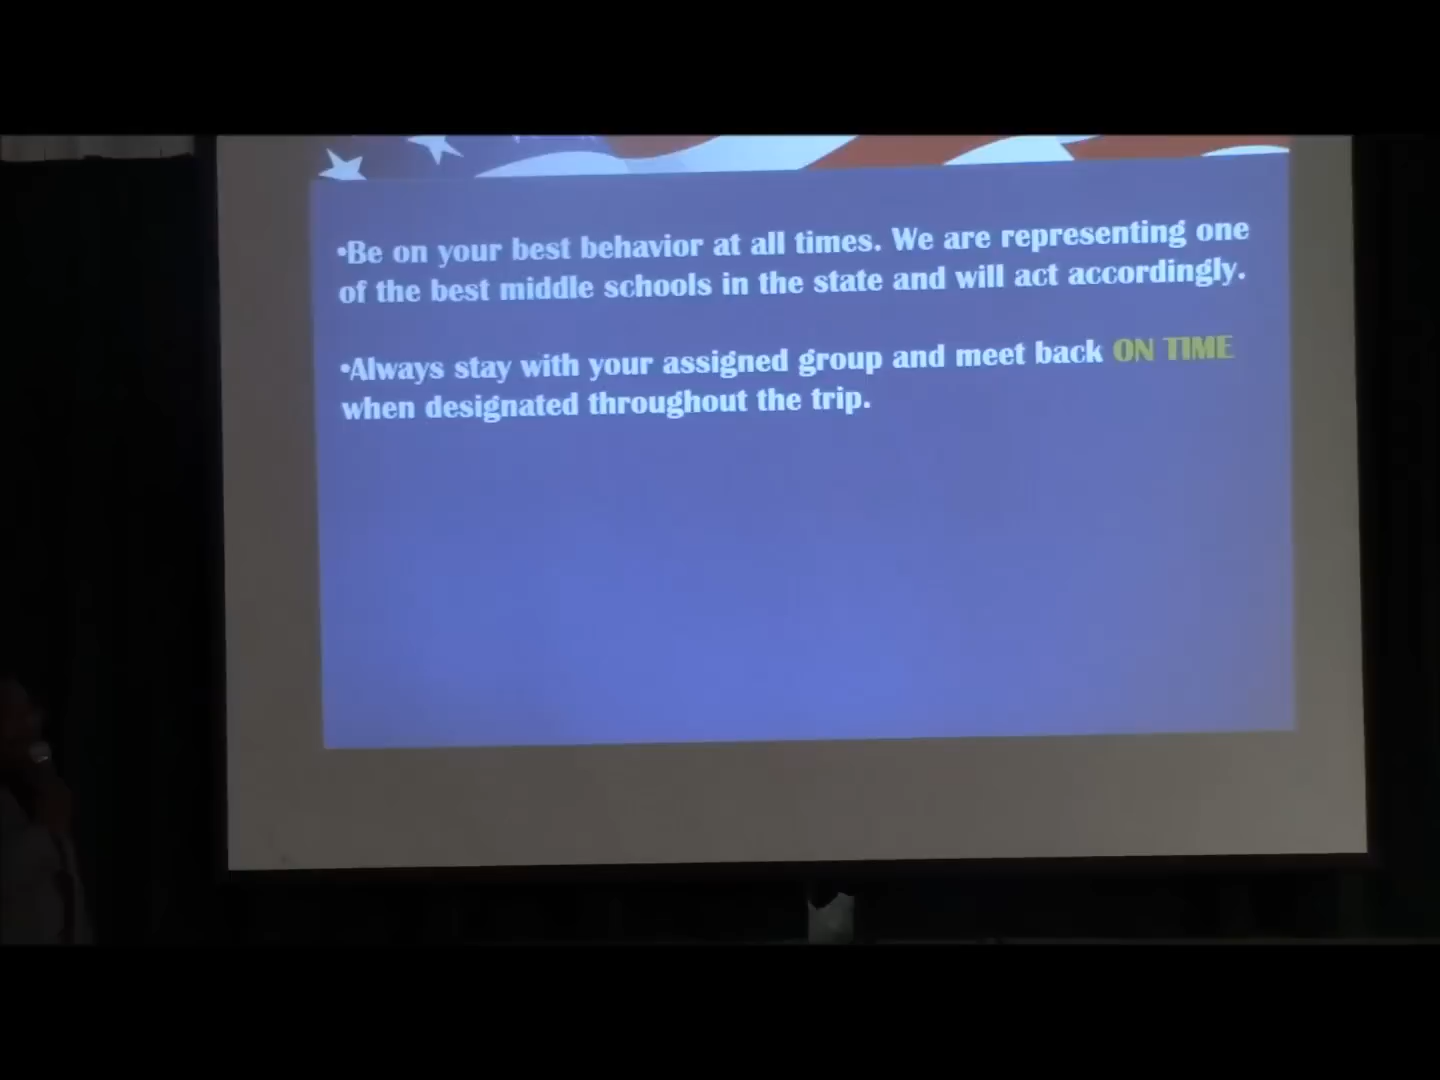 •Be on your best behavior at all times. We are representing one
of the best middle schools in the state and will act accordingly.
•Always stay with your assigned group and meet back ON TIME
when designated throughout the trip.